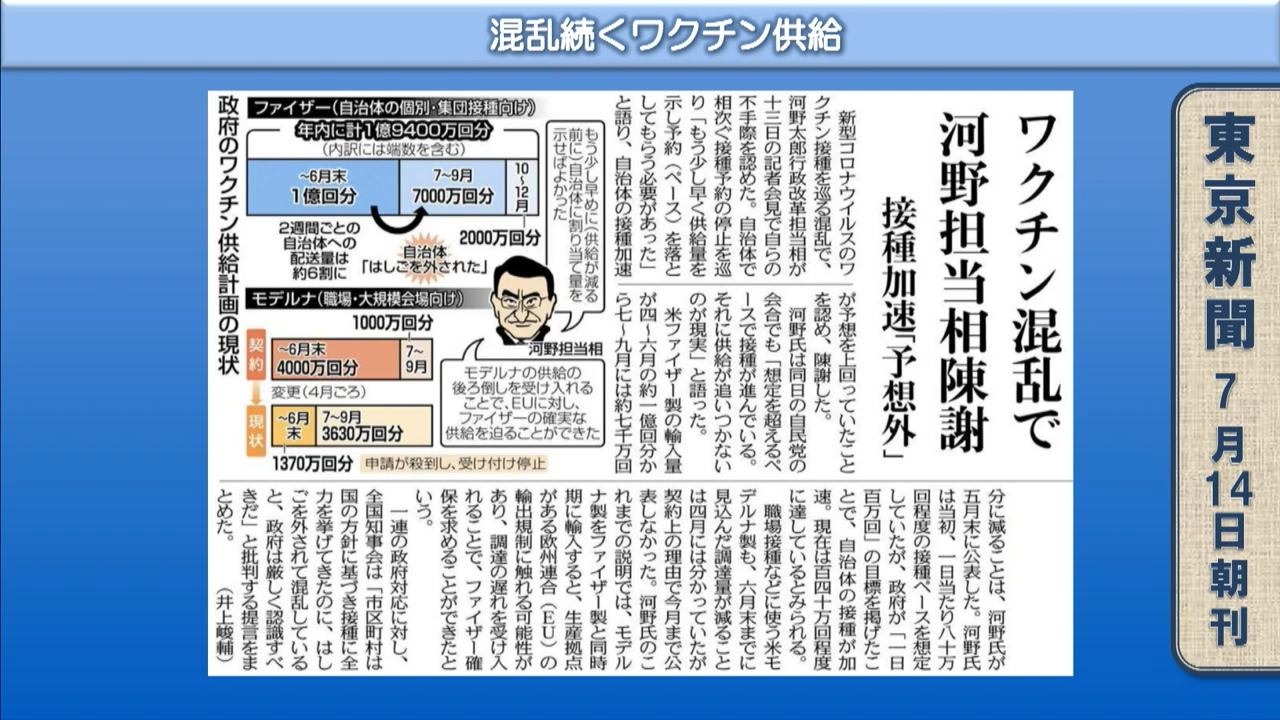 混乱続くワクチン供給
東京新聞 7月14日 朝刊
ワクチン混乱で
河野担当相陳謝
接種加速「予想外」
新型コロナウイルスのワ
クチン接種を巡る混乱で、
河野太郎行政改革担当相が
十三日の記者会見で自らの
不手際を認めた。自治体で
相次ぐ接種予約の停止を巡
り「もう少し早く供給量を
示し予約(ペース)を落と
してもらう必要があった」
と語り、自治体の接種加速
が予想を上回っていたこと
を認め、陳謝した。
河野氏は同日の自民党の
会合でも「想定を超えるペ
ースで接種が進んでいる。
それに供給が追いつかない
のが現実」と語った。
米ファイザー製の輸入量
が四~六月の約一億回分か
ら七~九月には約七千万回
分に減ることは、河野氏が
五月末に公表した。河野氏
は当初、一日当たり八十万
回程度の接種ペースを想定
していたが、政府が「一日
百万回」の目標を掲げたこ
とで、自治体の接種が加
速。現在は百四十万回程度
に達しているとみられる。
職場接種などに使う米モ
デルナ製も、六月末までに
見込んだ調達量が減ること
は四月には分かっていたが
契約上の理由で今月まで公
表しなかった。河野氏のこ
れまでの説明では、モデル
ナ製をファイザー製と同時
期に輸入すると、生産拠点
がある欧州連合(EU)の
輸出規制に触れる可能性が
あり、調達の遅れを受け入
れることで、ファイザー確
保を求めることができたと
いう。
一連の政府対応に対し、
全国知事会は「市区町村は
国の方針に基づき接種に全
力を挙げてきたのに、はし
ごを外されて混乱している
と、政府は厳しく認識すべ
きだ」と批判する提言をま
とめた。 (井上峻輔)
政府のワクチン供給計画の現状
ファイザー(自治体の個別・集団接種向け)
年内に計1億9400万回分
(内訳には端数を含む)
~6月末
1億回分
7~9月
7000万回分
10~12月
2000万回分
2週間ごとの
自治体への
配送量は
約6割に
自治体
「はしごを外された」
もう少し早めに(供給が減る
前に)自治体に割り当て量を
示せばよかった
河野担当相
モデルナ(職場・大規模会場向け)
1000万回分
契約
~6月末
4000万回分
7~
9月
変更(4月ごろ)
現状
~6月
末
7~9月
3630万回分
1370万回分
申請が殺到し、受け付け停止
モデルナの供給の
後ろ倒しを受け入れる
ことで、EUに対し、
ファイザーの確実な
供給を迫ることができた